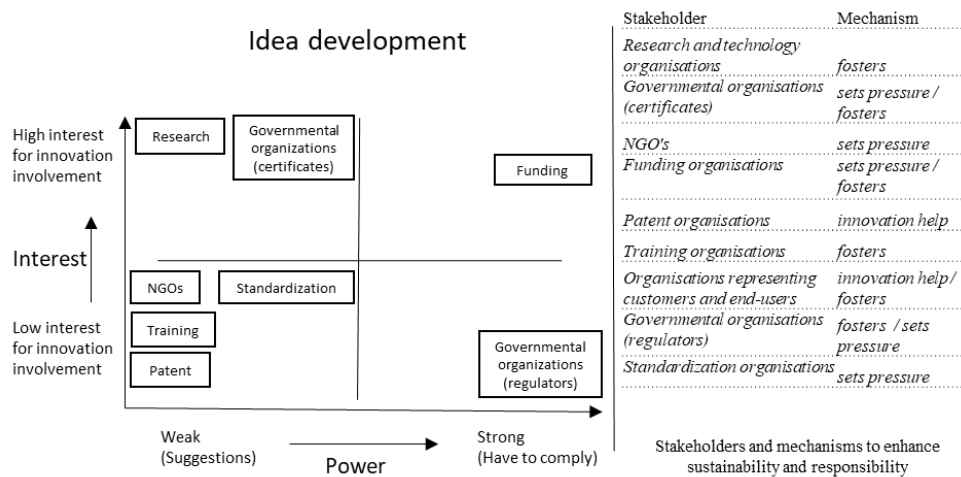 Idea development
High interest
for innovation
involvement
Interest
Low interest
for innovation
involvement
Research
Governmental
organizations
(certificates)
Funding
NGOs
Standardization
Training
Patent
Governmental
organizations
(regulators)
Weak
(Suggestions)
Power
Strong
(Have to comply)
Stakeholder Mechanism
Research and technology
organisations fosters
Governmental organisations sets pressure /
(certificates) fosters
NGO's sets pressure
Funding organisations sets pressure /
fosters
Patent organisations innovation help
Training organisations fosters
Organisations representing innovation help/
customers and end-users fosters
Governmental organisations fosters / sets
(regulators) pressure
Standardization organisations sets pressure
Stakeholders and mechanisms to enhance
sustainability and responsibility